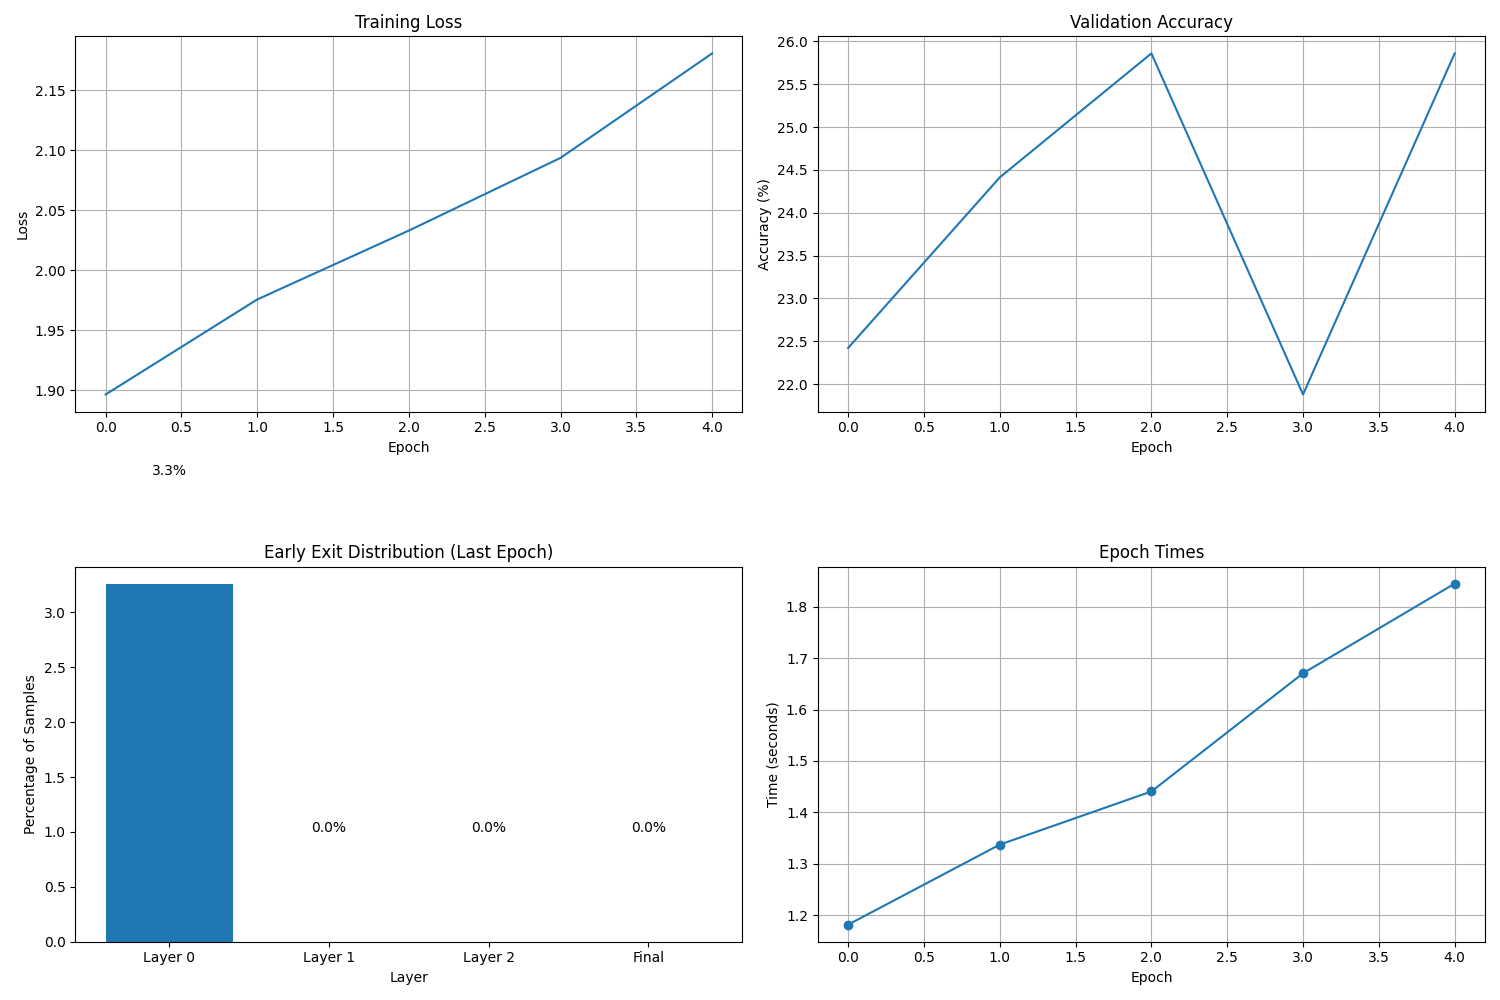 Training Loss
Loss
2.15
2.10
2.05
2.00
1.95
1.90
0.0 0.5 1.0 1.5 2.0 2.5 3.0 3.5 4.0
Epoch
Validation Accuracy
Accuracy (%)
26.0
25.5
25.0
24.5
24.0
23.5
23.0
22.5
22.0
0.0 0.5 1.0 1.5 2.0 2.5 3.0 3.5 4.0
Epoch
3.3%
Early Exit Distribution (Last Epoch)
Percentage of Samples
3.0
2.5
2.0
1.5
1.0
0.5
0.0
0.0% 0.0% 0.0%
Layer 0 Layer 1 Layer 2 Final
Layer
Epoch Times
Time (seconds)
1.8
1.7
1.6
1.5
1.4
1.3
1.2
0.0 0.5 1.0 1.5 2.0 2.5 3.0 3.5 4.0
Epoch